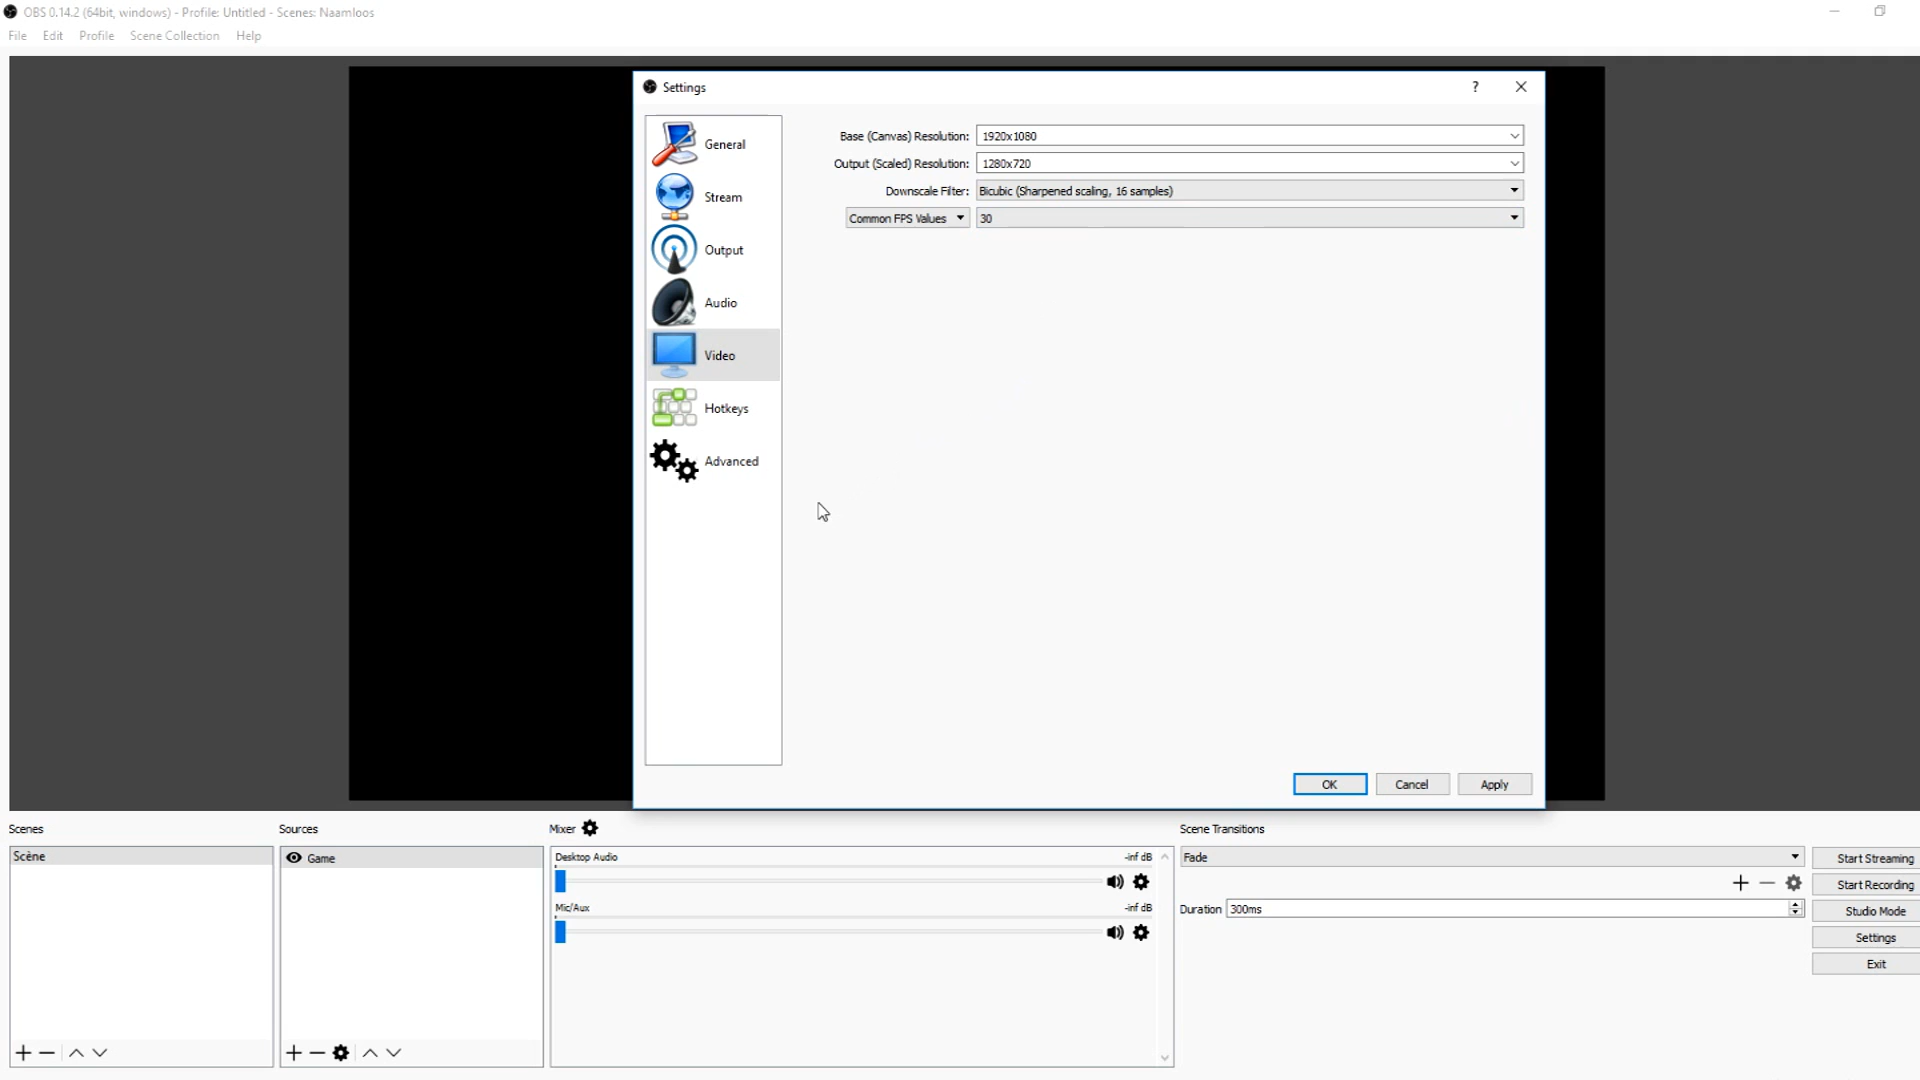 OBS 0.14.2 (64bit, windows) - Profile: Untitled - Scenes: Naamloos
File Edit Profile Scene Collection Help
Settings
?
General
Stream
Output
Audio
Video
Hotkeys
Advanced
Base (Canvas) Resolution: 1920x1080
Output (Scaled) Resolution: 1280x720
Downscale Filter: Bicubic (Sharpened scaling, 16 samples)
Common FPS Values 30
OK Cancel Apply
Scenes
Scène
Sources
Game
Mixer
Desktop Audio -inf dB
Mic/Aux -inf dB
Scene Transitions
Fade
Duration 300ms
Start Streaming
Start Recording
Studio Mode
Settings
Exit